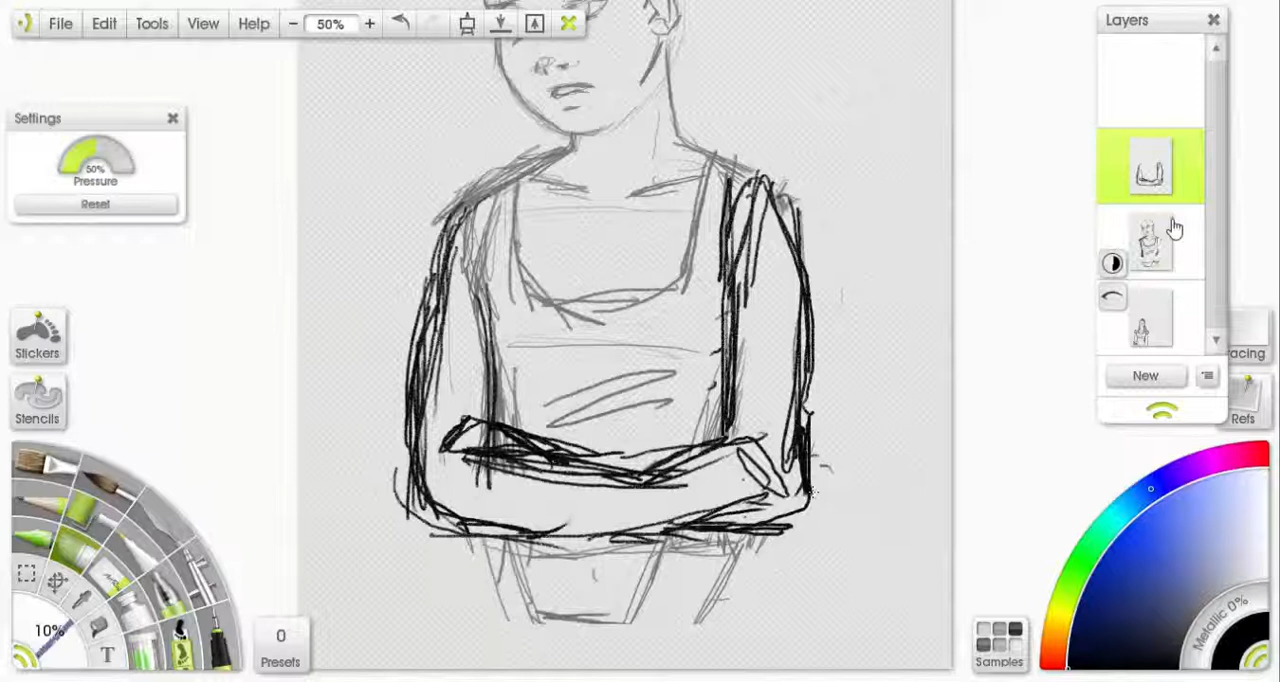 File Edit Tools View Help − 50% +
Layers
Settings
50%
Pressure
Reset
Stickers
Stencils
New
Refs
10%
T
0
Presets
Samples
Metallic 0%